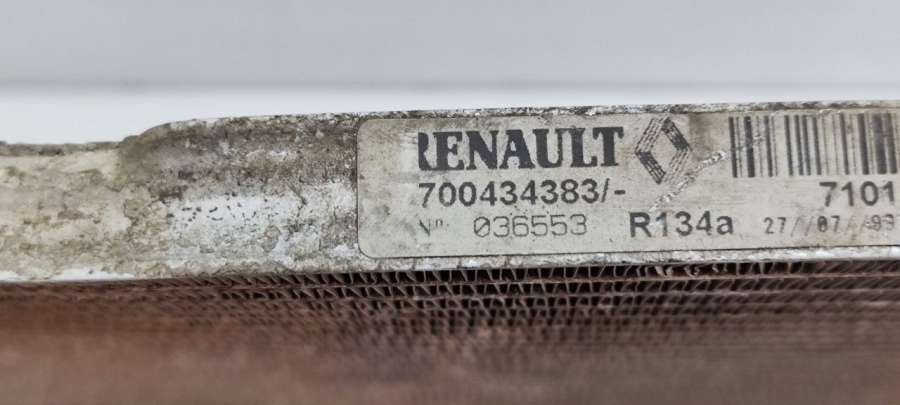 RENAULT
700434383/-
7101
Nº 036553 R134a 27//07//99